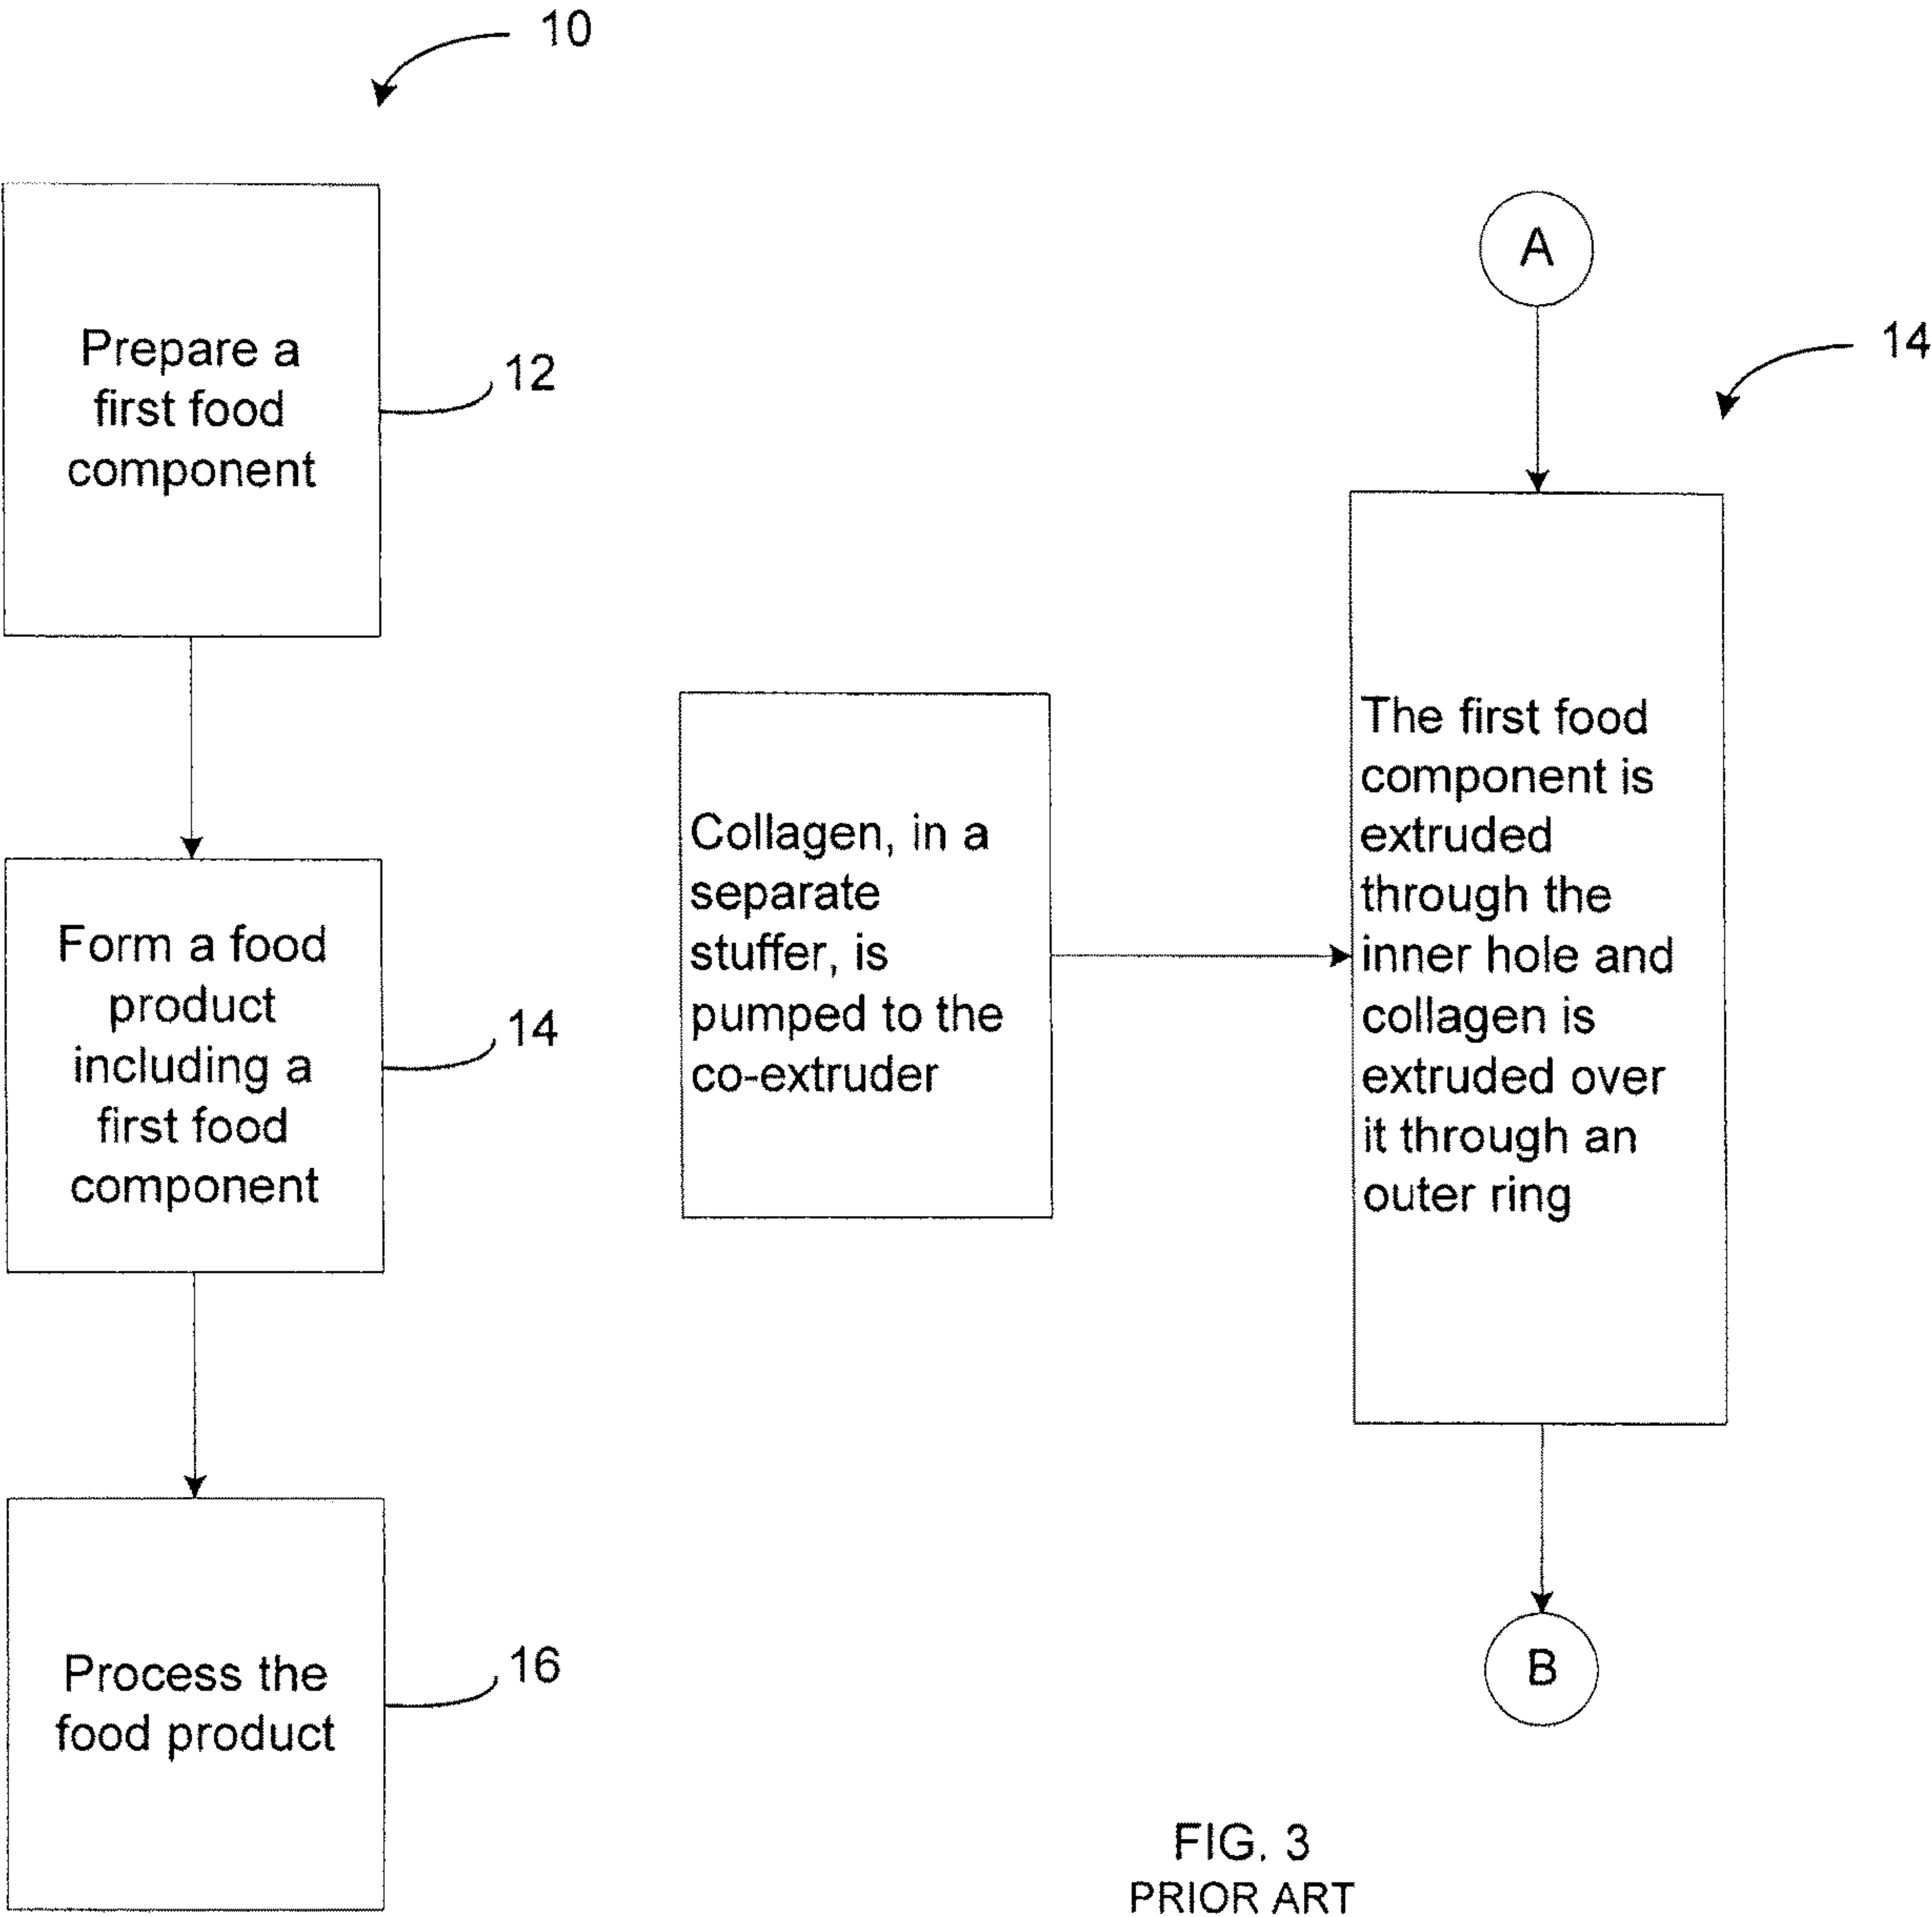 10
Prepare a
first food
component
12
Form a food
product
including a
first food
component
14
Process the
food product
16
A
14
Collagen, in a
separate
stuffer, is
pumped to the
co-extruder
The first food
component is
extruded
through the
inner hole and
collagen is
extruded over
it through an
outer ring
B
FIG. 3
PRIOR ART